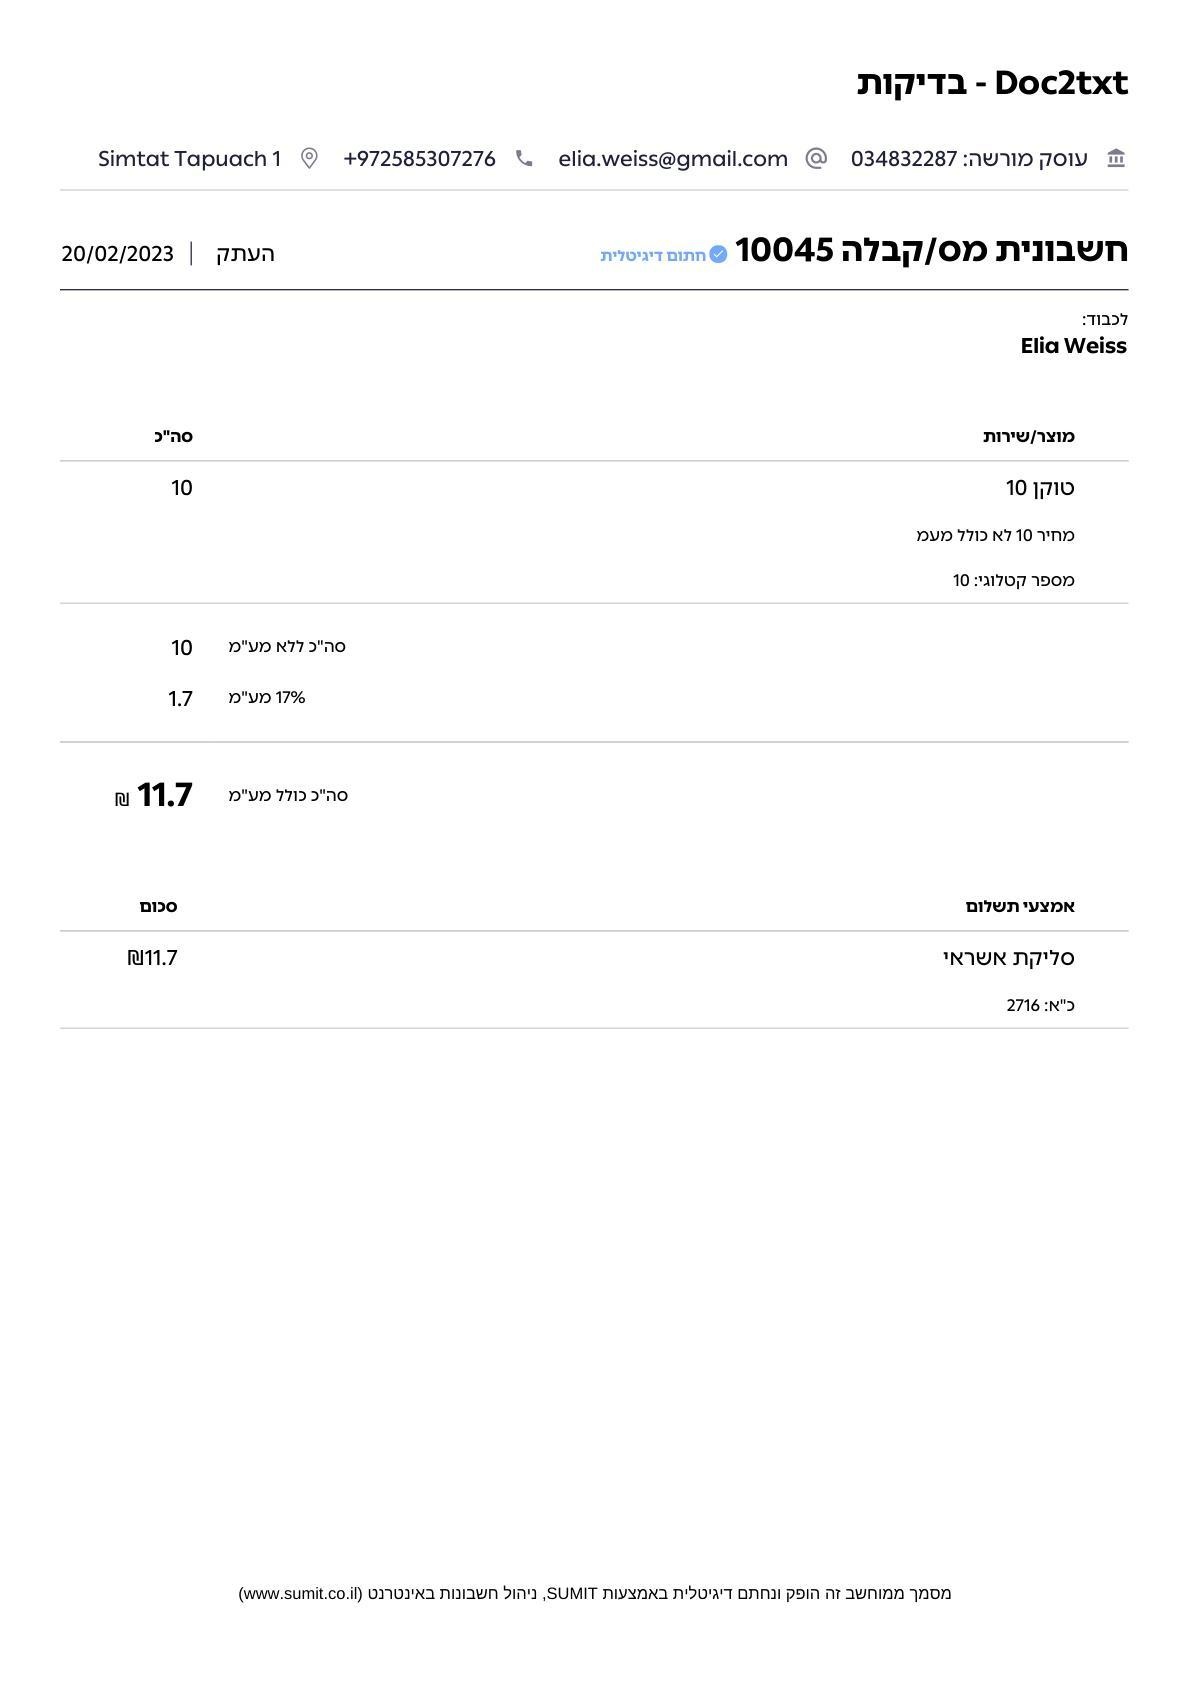 Doc2txt - בדיקות
עוסק מורשה: 034832287 elia.weiss@gmail.com +972585307276 Simtat Tapuach 1
חשבונית מס/קבלה 10045 חתום דיגיטלית העתק | 20/02/2023
לכבוד:
Elia Weiss
מוצר/שירות סה"כ
טוקן 10 10
מחיר 10 לא כולל מעמ
מספר קטלוגי: 10
סה"כ ללא מע"מ 10
17% מע"מ 1.7
סה"כ כולל מע"מ 11.7 ₪
אמצעי תשלום סכום
סליקת אשראי ₪11.7
כ"א: 2716
מסמך ממוחשב זה הופק ונחתם דיגיטלית באמצעות SUMIT, ניהול חשבונות באינטרנט (www.sumit.co.il)